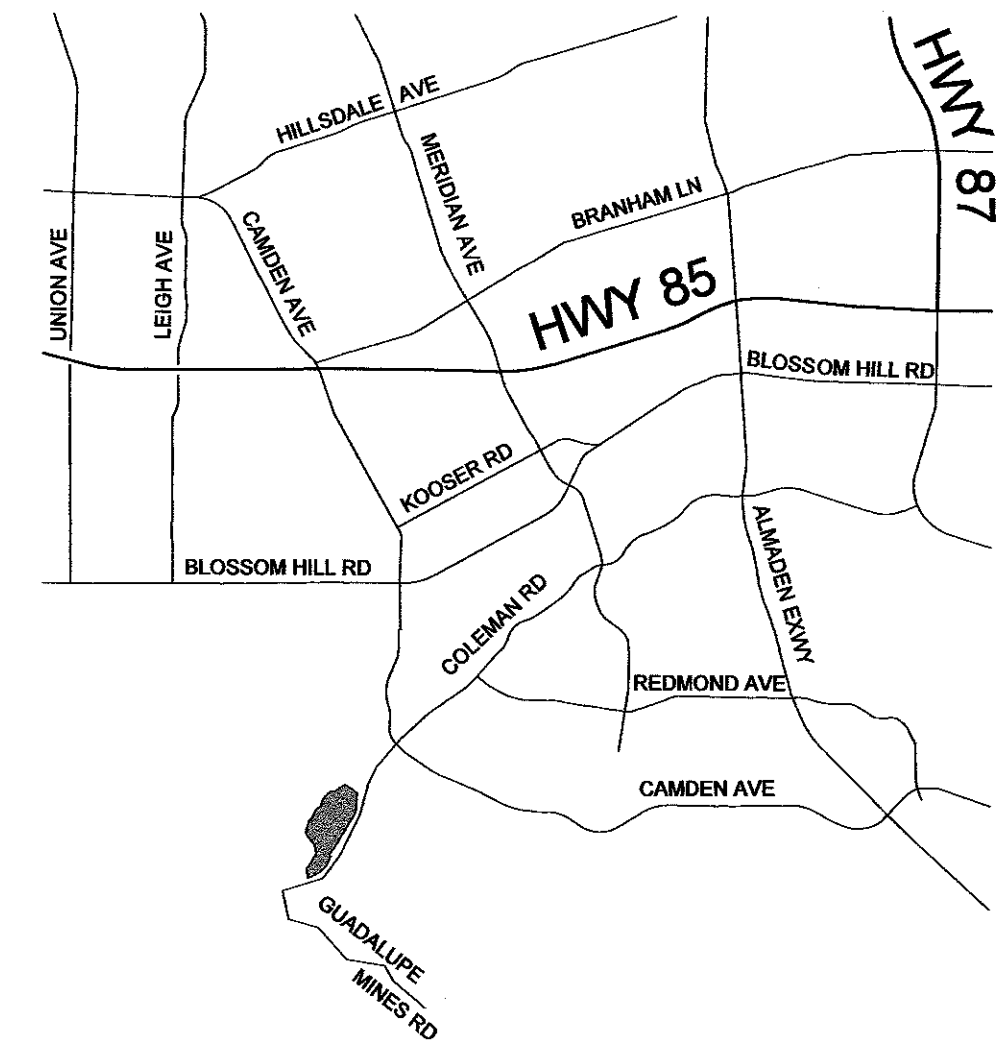 HWY 87
HILLSDALE AVE
MERIDIAN AVE
BRANHAM LN
CAMDEN AVE
UNION AVE
LEIGH AVE
HWY 85
BLOSSOM HILL RD
KOOSER RD
BLOSSOM HILL RD
ALMADEN EXWY
COLEMAN RD
REDMOND AVE
CAMDEN AVE
GUADALUPE
MINES RD